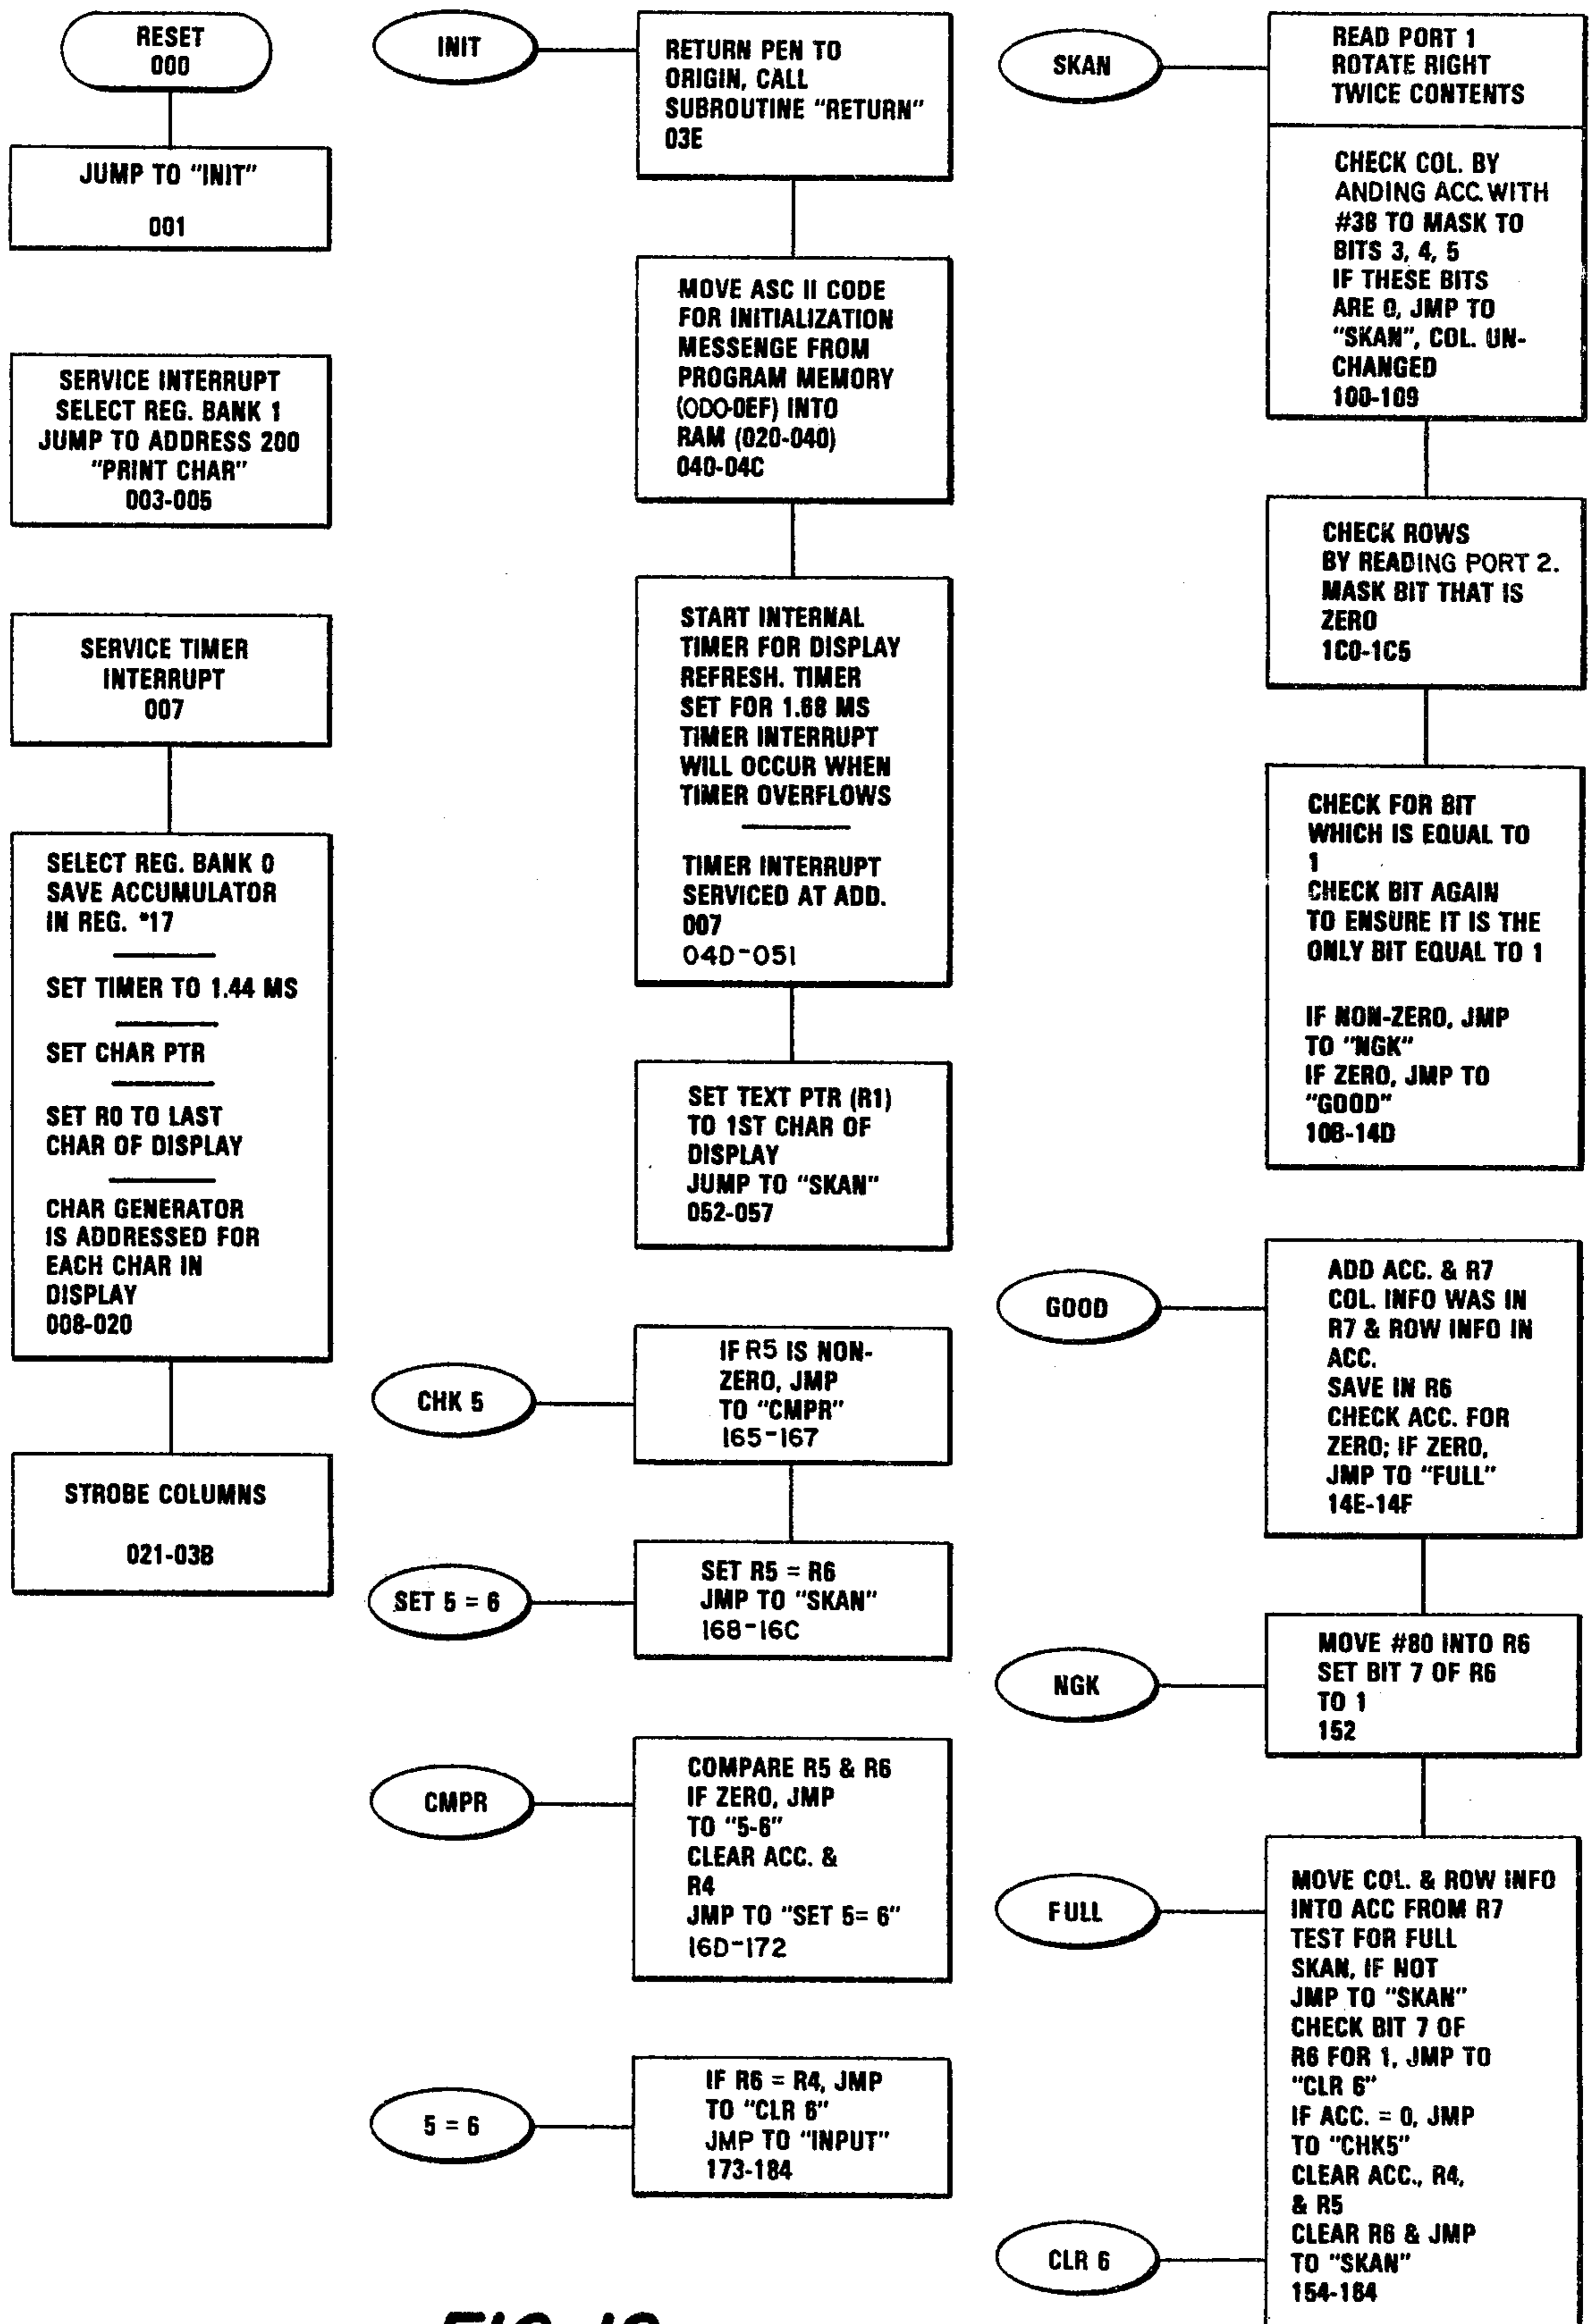 RESET
000
JUMP TO "INIT"
001
SERVICE INTERRUPT
SELECT REG. BANK 1
JUMP TO ADDRESS 200
"PRINT CHAR"
003-005
SERVICE TIMER
INTERRUPT
007
SELECT REG. BANK 0
SAVE ACCUMULATOR
IN REG. *17
SET TIMER TO 1.44 MS
SET CHAR PTR
SET R0 TO LAST
CHAR OF DISPLAY
CHAR GENERATOR
IS ADDRESSED FOR
EACH CHAR IN
DISPLAY
008-020
STROBE COLUMNS
021-03B
INIT
RETURN PEN TO
ORIGIN, CALL
SUBROUTINE "RETURN"
03E
MOVE ASC II CODE
FOR INITIALIZATION
MESSENGE FROM
PROGRAM MEMORY
(0D0-0EF) INTO
RAM (020-040)
040-04C
START INTERNAL
TIMER FOR DISPLAY
REFRESH. TIMER
SET FOR 1.68 MS
TIMER INTERRUPT
WILL OCCUR WHEN
TIMER OVERFLOWS
TIMER INTERRUPT
SERVICED AT ADD.
007
04D-051
SET TEXT PTR (R1)
TO 1ST CHAR OF
DISPLAY
JUMP TO "SKAN"
052-057
CHK 5
IF R5 IS NON-
ZERO, JMP
TO "CMPR"
165-167
SET 5 = 6
SET R5 = R6
JMP TO "SKAN"
168-16C
CMPR
COMPARE R5 & R6
IF ZERO, JMP
TO "5-6"
CLEAR ACC. &
R4
JMP TO "SET 5= 6"
16D-172
5 = 6
IF R6 = R4, JMP
TO "CLR 6"
JMP TO "INPUT"
173-184
SKAN
READ PORT 1
ROTATE RIGHT
TWICE CONTENTS
CHECK COL. BY
ANDING ACC. WITH
#38 TO MASK TO
BITS 3, 4, 5
IF THESE BITS
ARE 0, JMP TO
"SKAN", COL. UN-
CHANGED
100-109
CHECK ROWS
BY READING PORT 2.
MASK BIT THAT IS
ZERO
1C0-1C5
CHECK FOR BIT
WHICH IS EQUAL TO
1
CHECK BIT AGAIN
TO ENSURE IT IS THE
ONLY BIT EQUAL TO 1
IF NON-ZERO, JMP
TO "NGK"
IF ZERO, JMP TO
"GOOD"
10B-14D
GOOD
ADD ACC. & R7
COL. INFO WAS IN
R7 & ROW INFO IN
ACC.
SAVE IN R6
CHECK ACC. FOR
ZERO; IF ZERO,
JMP TO "FULL"
14E-14F
NGK
MOVE #80 INTO R6
SET BIT 7 OF R6
TO 1
152
FULL
MOVE COL. & ROW INFO
INTO ACC FROM R7
TEST FOR FULL
SKAN, IF NOT
JMP TO "SKAN"
CHECK BIT 7 OF
R6 FOR 1, JMP TO
"CLR 6"
IF ACC. = 0, JMP
TO "CHK5"
CLEAR ACC., R4,
& R5
CLR 6
CLEAR R6 & JMP
TO "SKAN"
154-164